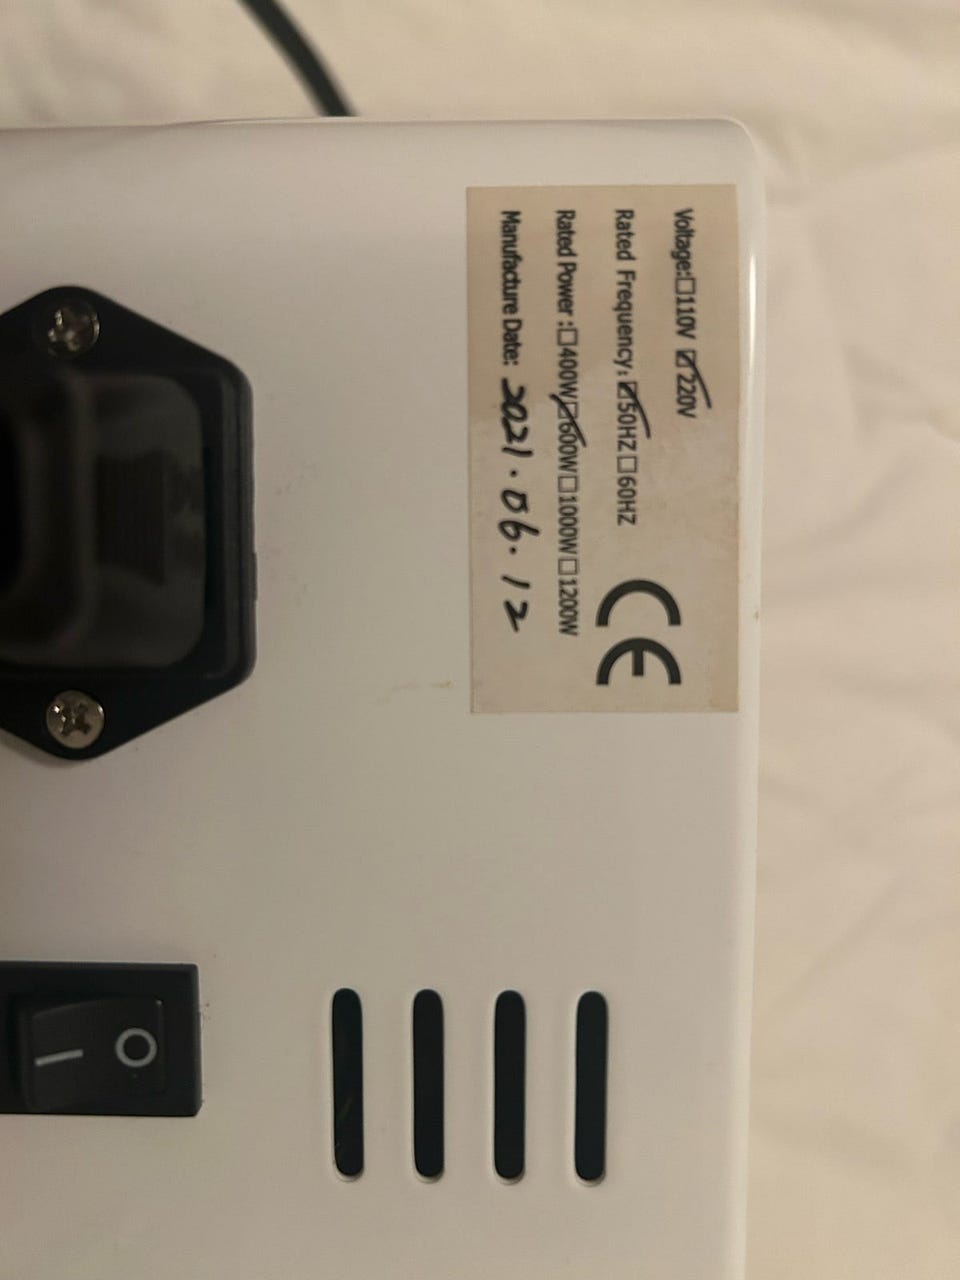 Voltage:☐110V ☑220V
Rated Frequency: ☑50HZ ☐60HZ
Rated Power :☐400W☑600W☐1000W☐1200W
Manufacture Date: 2021.06.12
CE